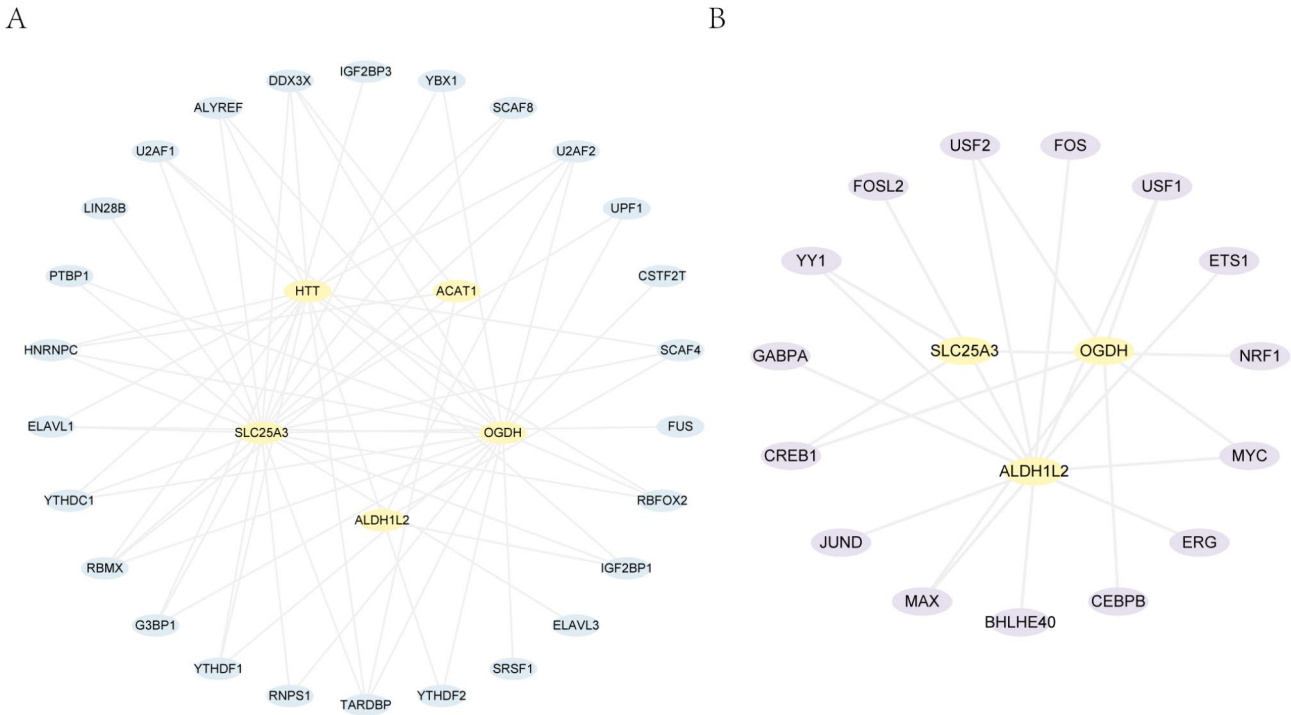 A
B
IGF2BP3
DDX3X
YBX1
ALYREF
SCAF8
U2AF1
U2AF2
LIN28B
UPF1
PTBP1
CSTF2T
HTT
ACAT1
HNRNPC
SCAF4
ELAVL1
SLC25A3
OGDH
FUS
YTHDC1
RBFOX2
ALDH1L2
RBMX
IGF2BP1
G3BP1
ELAVL3
YTHDF1
SRSF1
RNPS1
YTHDF2
TARDBP
USF2
FOS
FOSL2
USF1
YY1
ETS1
GABPA
SLC25A3
OGDH
NRF1
CREB1
ALDH1L2
MYC
JUND
ERG
MAX
CEBPB
BHLHE40